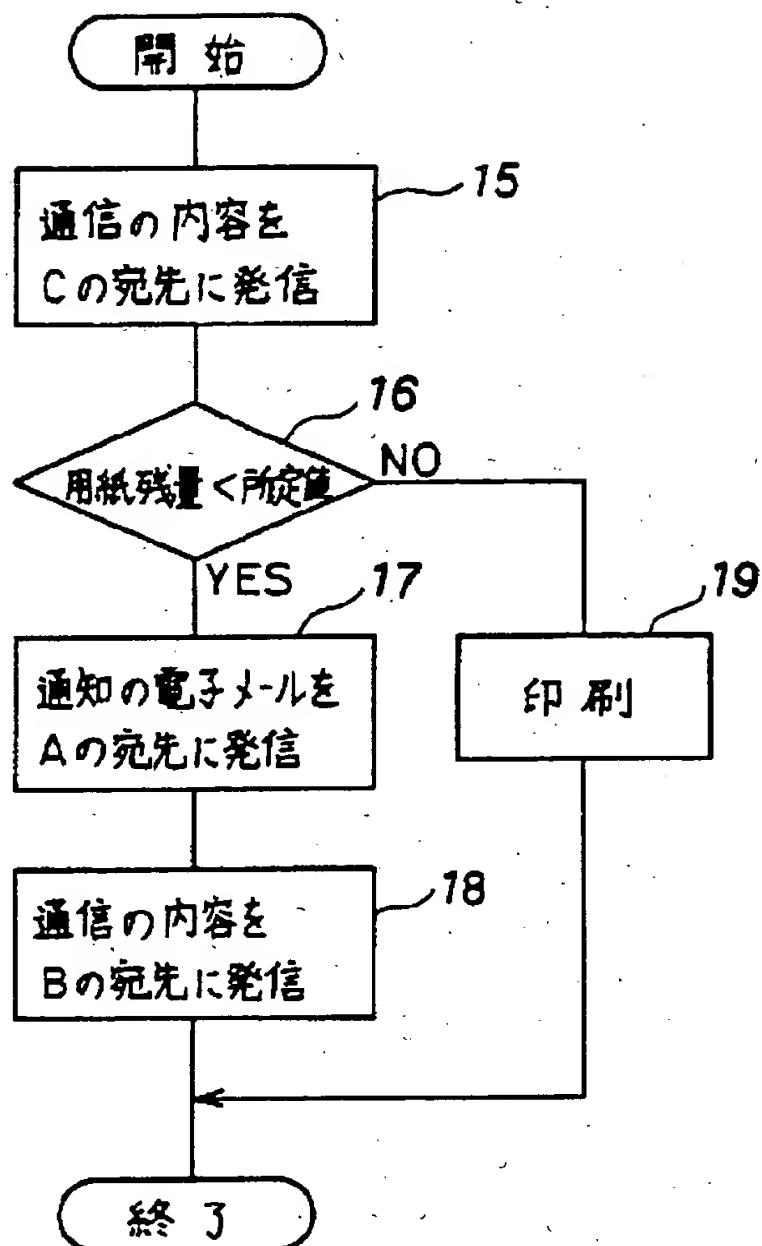 開始
15
通信の内容を
Cの宛先に発信
16
用紙残量<所定値
NO
YES
17
通知の電子メールを
Aの宛先に発信
19
印刷
18
通信の内容を
Bの宛先に発信
終了